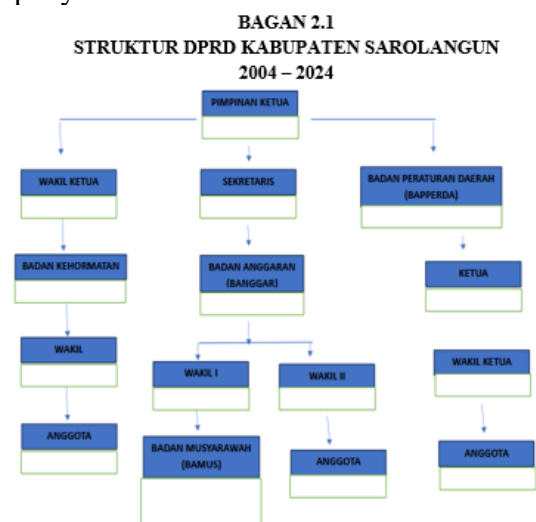 BAGAN 2.1
STRUKTUR DPRD KABUPATEN SAROLANGUN
2004 – 2024
PIMPINAN KETUA
WAKIL KETUA
SEKRETARIS
BADAN PERATURAN DAERAH
(BAPPERDA)
BADAN KEHORMATAN
BADAN ANGGARAN
(BANGGAR)
KETUA
WAKIL
WAKIL I
WAKIL II
WAKIL KETUA
ANGGOTA
BADAN MUSYARAWAH
(BAMUS)
ANGGOTA
ANGGOTA